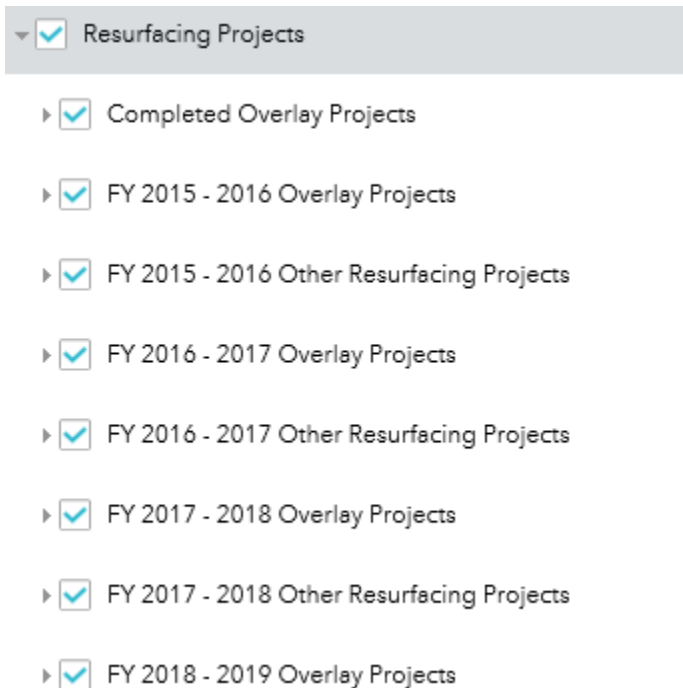 Resurfacing Projects
Completed Overlay Projects
FY 2015 - 2016 Overlay Projects
FY 2015 - 2016 Other Resurfacing Projects
FY 2016 - 2017 Overlay Projects
FY 2016 - 2017 Other Resurfacing Projects
FY 2017 - 2018 Overlay Projects
FY 2017 - 2018 Other Resurfacing Projects
FY 2018 - 2019 Overlay Projects